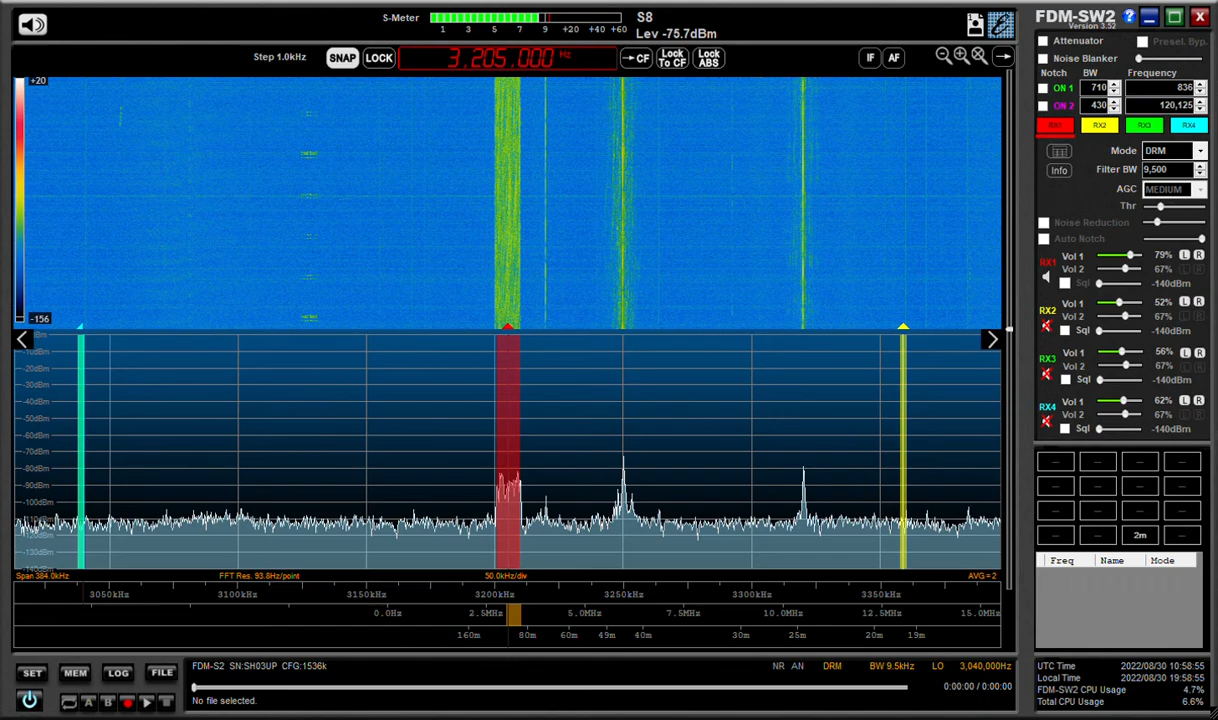 S-Meter
1 3 5 7 9 +20 +40 +60
S8
Lev -75.7dBm
FDM-SW2
Version 3.52
Step 1.0kHz
SNAP
LOCK
3.205.000 Hz
→CF
Lock To CF
Lock ABS
IF
AF
+20
-156
-10dBm
-20dBm
-30dBm
-40dBm
-50dBm
-60dBm
-70dBm
-80dBm
-90dBm
-100dBm
-110dBm
-120dBm
-130dBm
Span 384.0kHz
FFT Res. 93.8Hz/point
50.0kHz/div
AVG=2
3050kHz 3100kHz 3150kHz 3200kHz 3250kHz 3300kHz 3350kHz
0.0Hz 2.5MHz 5.0MHz 7.5MHz 10.0MHz 12.5MHz 15.0MHz
160m 80m 60m 49m 40m 30m 25m 20m 19m
SET
MEM
LOG
FILE
A
B
FDM-S2 SN:SH03UP CFG:1536k
NR AN DRM BW 9.5kHz LO 3,040,000Hz
0:00:00 / 0:00:00
No file selected.
Attenuator
Presel. Byp.
Noise Blanker
Notch BW Frequency
ON 1 710 836
ON 2 430 120,125
RX1 RX2 RX3 RX4
Mode DRM
Info
Filter BW 9,500
AGC MEDIUM
Thr
Noise Reduction
Auto Notch
RX1
Vol 1 79% L R
Vol 2 67% L R
Sql -140dBm
RX2
Vol 1 52% L R
Vol 2 67% L R
Sql -140dBm
RX3
Vol 1 56% L R
Vol 2 67% L R
Sql -140dBm
RX4
Vol 1 62% L R
Vol 2 67% L R
Sql -140dBm
--- --- --- ---
--- --- --- ---
--- --- --- ---
--- --- 2m ---
Freq Name Mode
UTC Time 2022/08/30 10:58:55
Local Time 2022/08/30 19:58:55
FDM-SW2 CPU Usage 4.7%
Total CPU Usage 6.6%